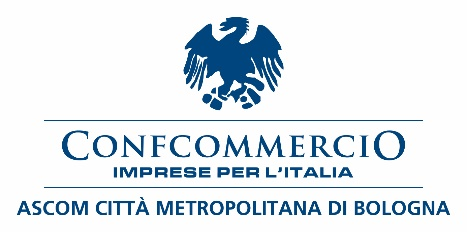 CONFCOMMERCIO
IMPRESE PER L'ITALIA
ASCOM CITTÀ METROPOLITANA DI BOLOGNA